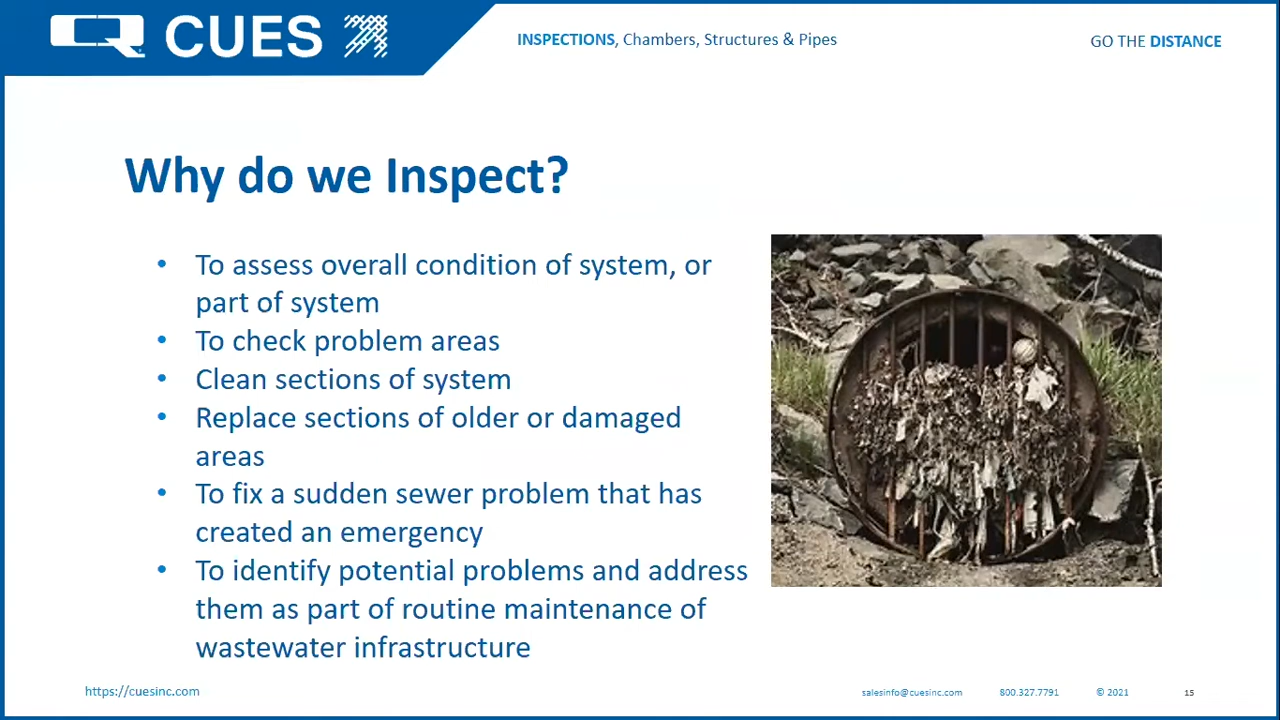 CUES
INSPECTIONS, Chambers, Structures & Pipes
GO THE DISTANCE
Why do we Inspect?
• To assess overall condition of system, or
part of system
• To check problem areas
• Clean sections of system
• Replace sections of older or damaged
areas
• To fix a sudden sewer problem that has
created an emergency
• To identify potential problems and address
them as part of routine maintenance of
wastewater infrastructure
https://cuesinc.com
salesinfo@cuesinc.com
800.327.7791
© 2021
15